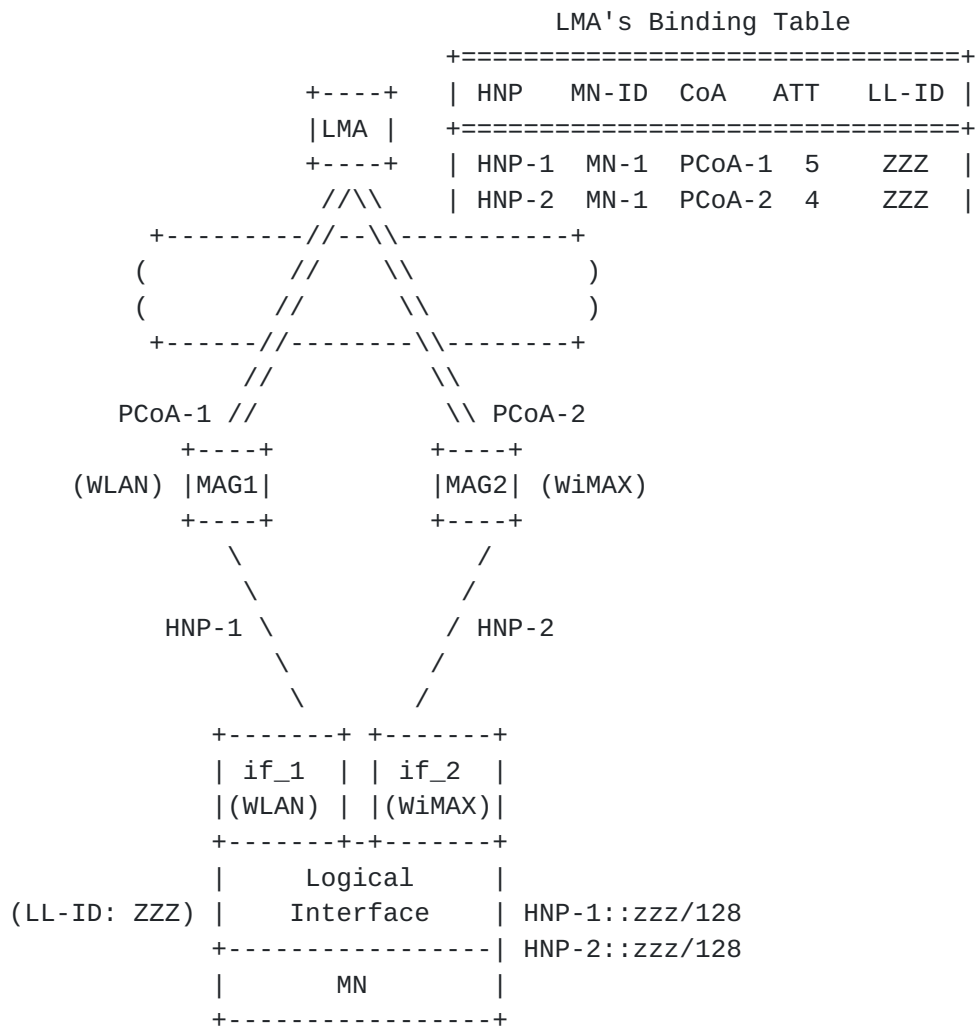 LMA's Binding Table
                            +================================+
                   +----+   | HNP   MN-ID  CoA   ATT   LL-ID |
                   |LMA |   +================================+
                   +----+   | HNP-1  MN-1  PCoA-1  5    ZZZ  |
                    //\\    | HNP-2  MN-1  PCoA-2  4    ZZZ  |
         +---------//--\\-----------+
        (         //    \\           )
        (        //      \\          )
         +------//--------\\--------+
               //          \\
       PCoA-1 //            \\ PCoA-2
           +----+          +----+
    (WLAN) |MAG1|          |MAG2| (WiMAX)
           +----+          +----+
              \               /
               \             /
          HNP-1 \           / HNP-2
                 \         /
                  \       /
             +-------+ +-------+
             | if_1  | | if_2  |
             |(WLAN) | |(WiMAX)|
             +-------+-+-------+
             |     Logical     |
(LL-ID: ZZZ) |    Interface    | HNP-1::zzz/128
             +-----------------| HNP-2::zzz/128
             |       MN        |
             +-----------------+